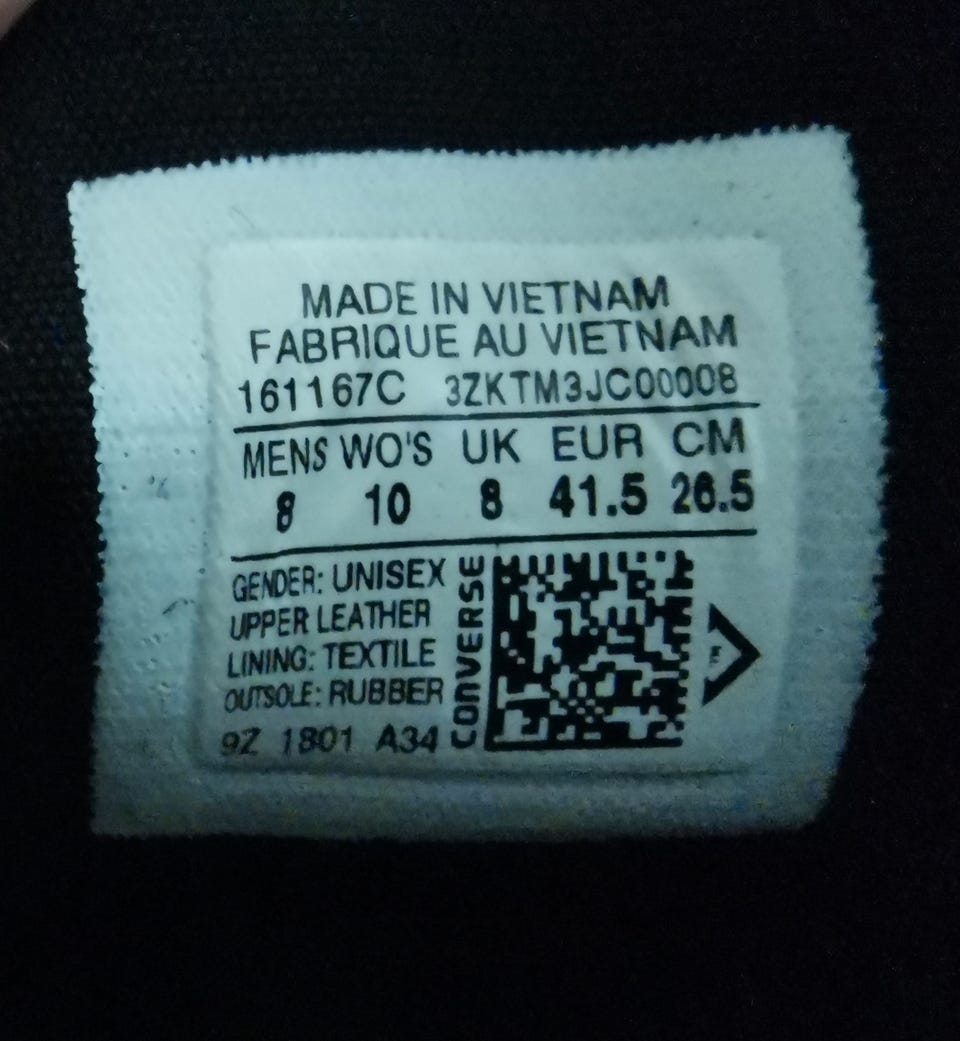 MADE IN VIETNAM
FABRIQUE AU VIETNAM
161167C 3ZKTM3JC00008
MENS WO'S UK EUR CM
8 10 8 41.5 26.5
GENDER: UNISEX
UPPER LEATHER
LINING: TEXTILE
OUTSOLE: RUBBER
9Z 1801 A34
CONVERSE